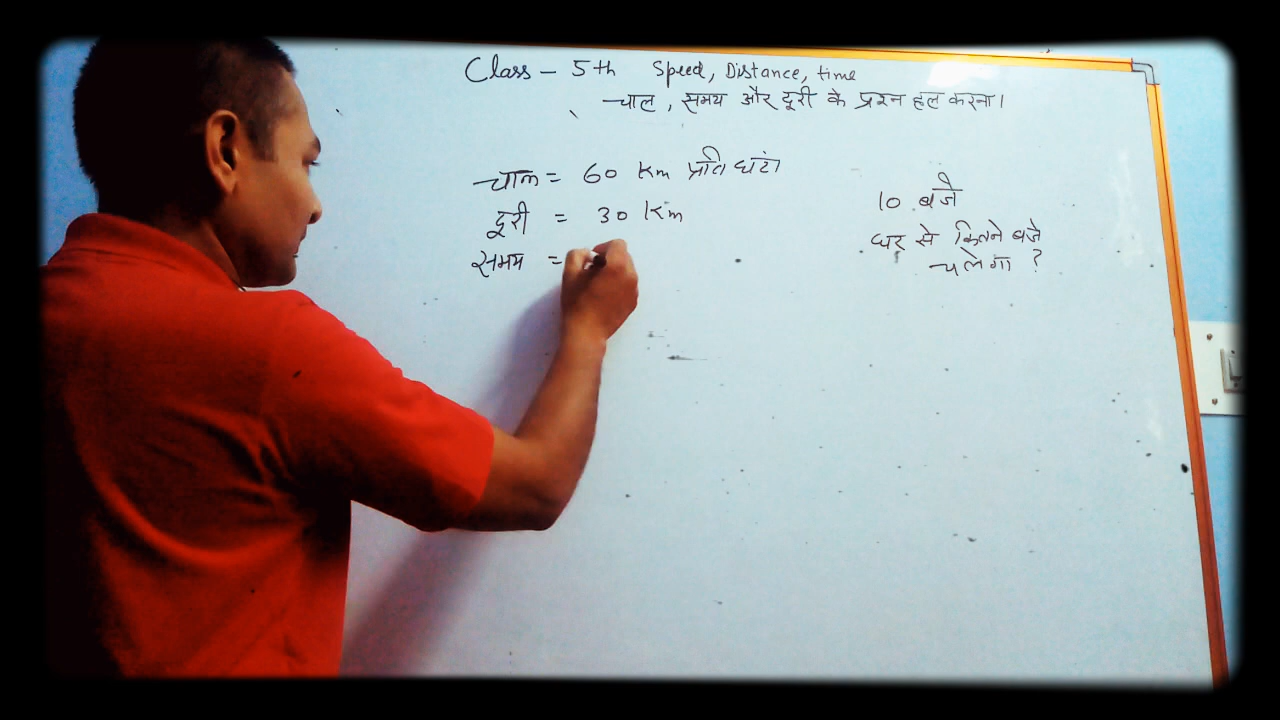 Class - 5th Speed, Distance, time
चाल, समय और दूरी के प्रश्न हल करना।
चाल = 60 Km प्रति घंटा
दूरी = 30 Km
समय =
10 बजे
घर से कितने बजे
चलेगा ?